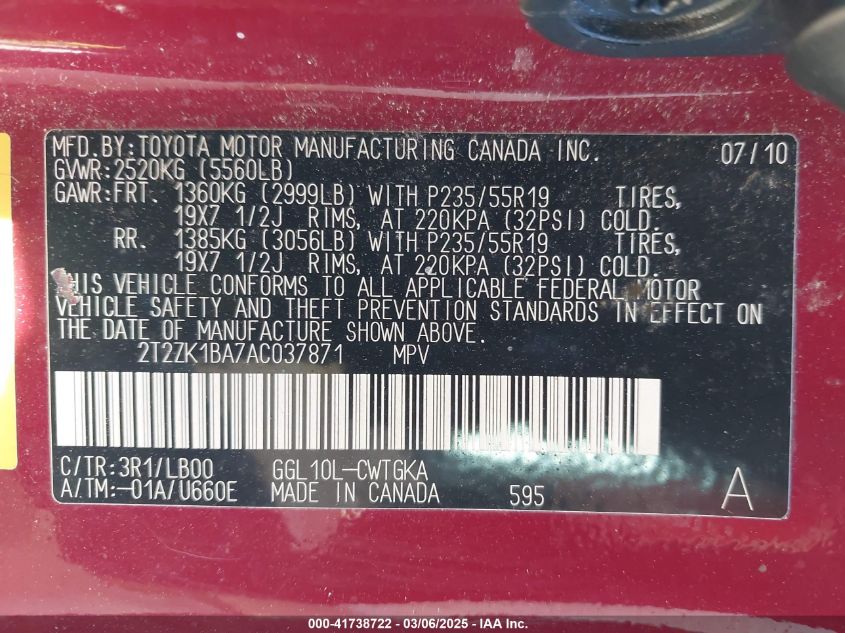 MFD.BY:TOYOTA MOTOR MANUFACTURING CANADA INC. 07/10
GVWR:2520KG (5560LB)
GAWR:FRT. 1360KG (2999LB) WITH P235/55R19 TIRES,
19X7 1/2J RIMS, AT 220KPA (32PSI) COLD.
RR. 1385KG (3056LB) WITH P235/55R19 TIRES,
19X7 1/2J RIMS, AT 220KPA (32PSI) COLD.
THIS VEHICLE CONFORMS TO ALL APPLICABLE FEDERAL MOTOR
VEHICLE SAFETY AND THEFT PREVENTION STANDARDS IN EFFECT ON
THE DATE OF MANUFACTURE SHOWN ABOVE.
2T2ZK1BA7AC037871 MPV
C/TR:3R1/LB00 GGL10L-CWTGKA
A/TM:-01A/U660E MADE IN CANADA 595 A
000-41738722 - 03/06/2025 - IAA Inc.